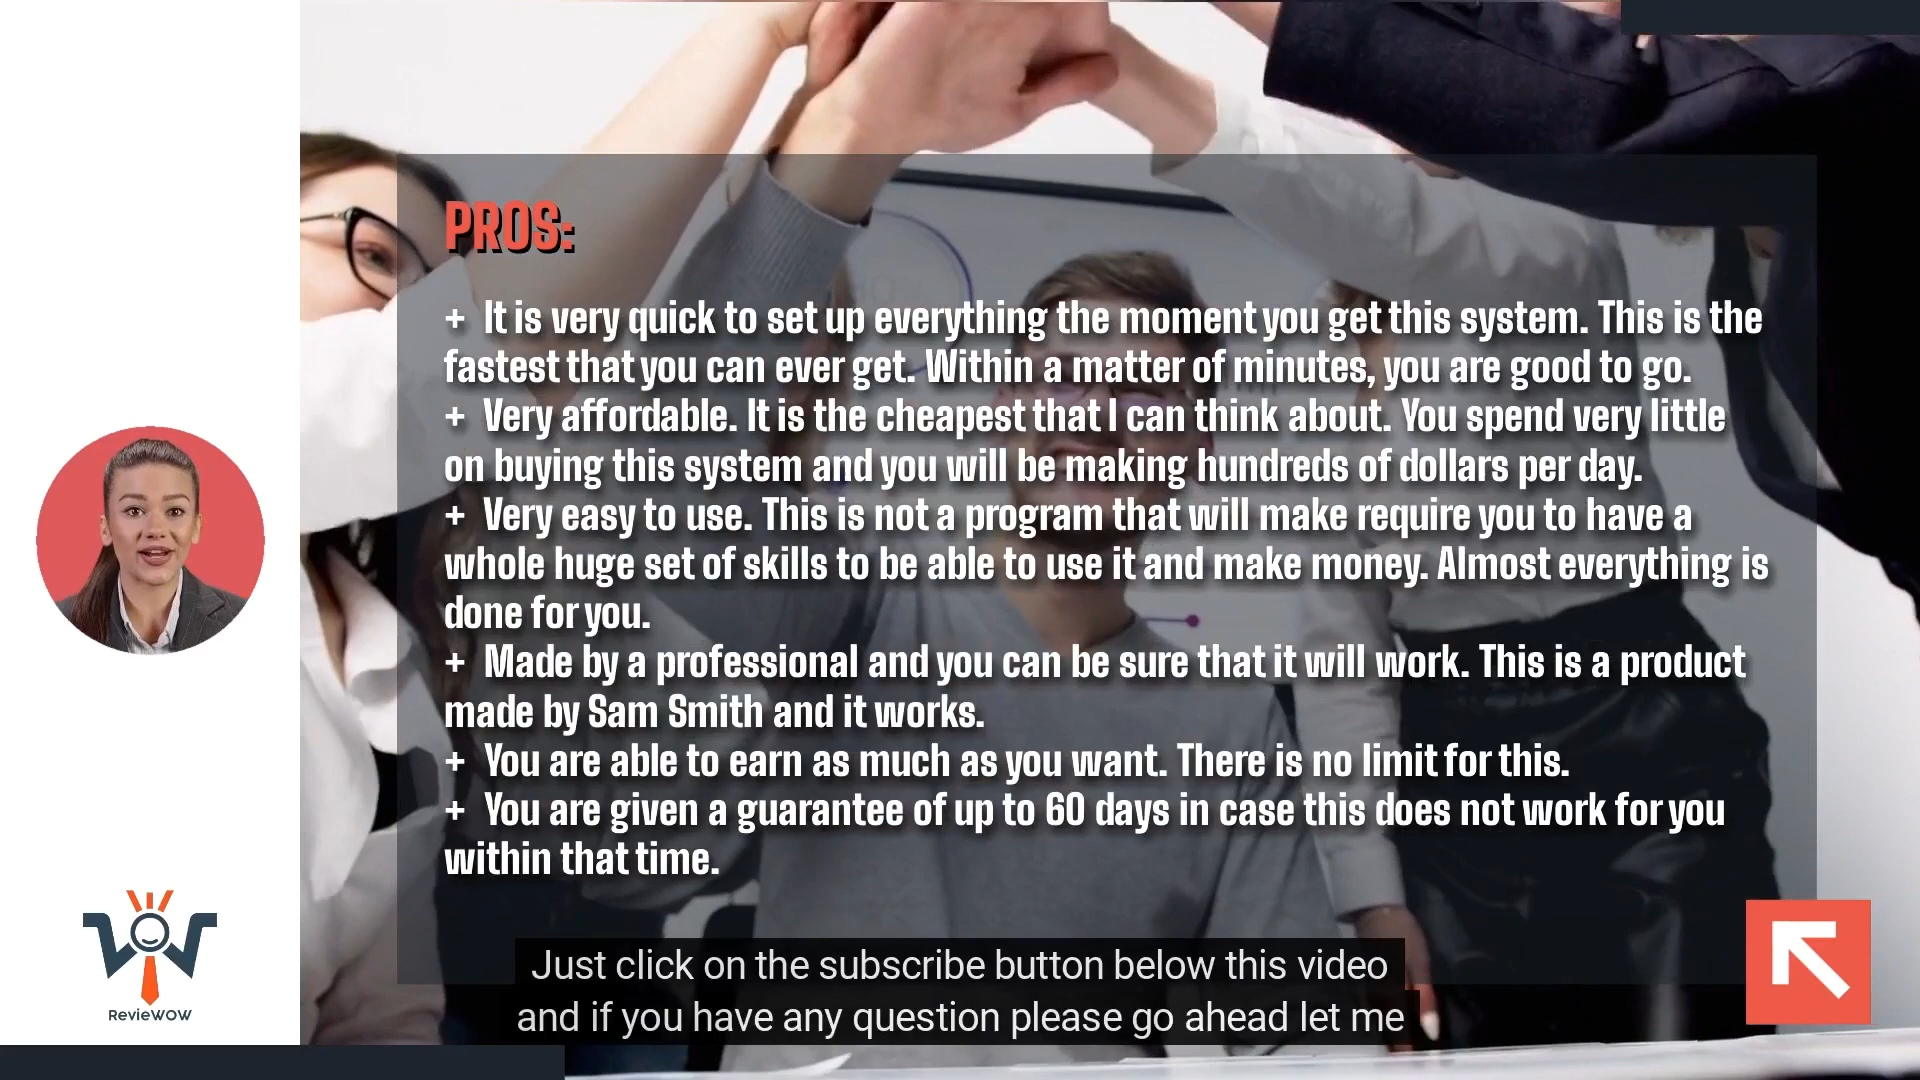 PROS:
+ It is very quick to set up everything the moment you get this system. This is the
fastest that you can ever get. Within a matter of minutes, you are good to go.
+ Very affordable. It is the cheapest that I can think about. You spend very little
on buying this system and you will be making hundreds of dollars per day.
+ Very easy to use. This is not a program that will make require you to have a
whole huge set of skills to be able to use it and make money. Almost everything is
done for you.
+ Made by a professional and you can be sure that it will work. This is a product
made by Sam Smith and it works.
+ You are able to earn as much as you want. There is no limit for this.
+ You are given a guarantee of up to 60 days in case this does not work for you
within that time.
RevieWOW
Just click on the subscribe button below this video
and if you have any question please go ahead let me